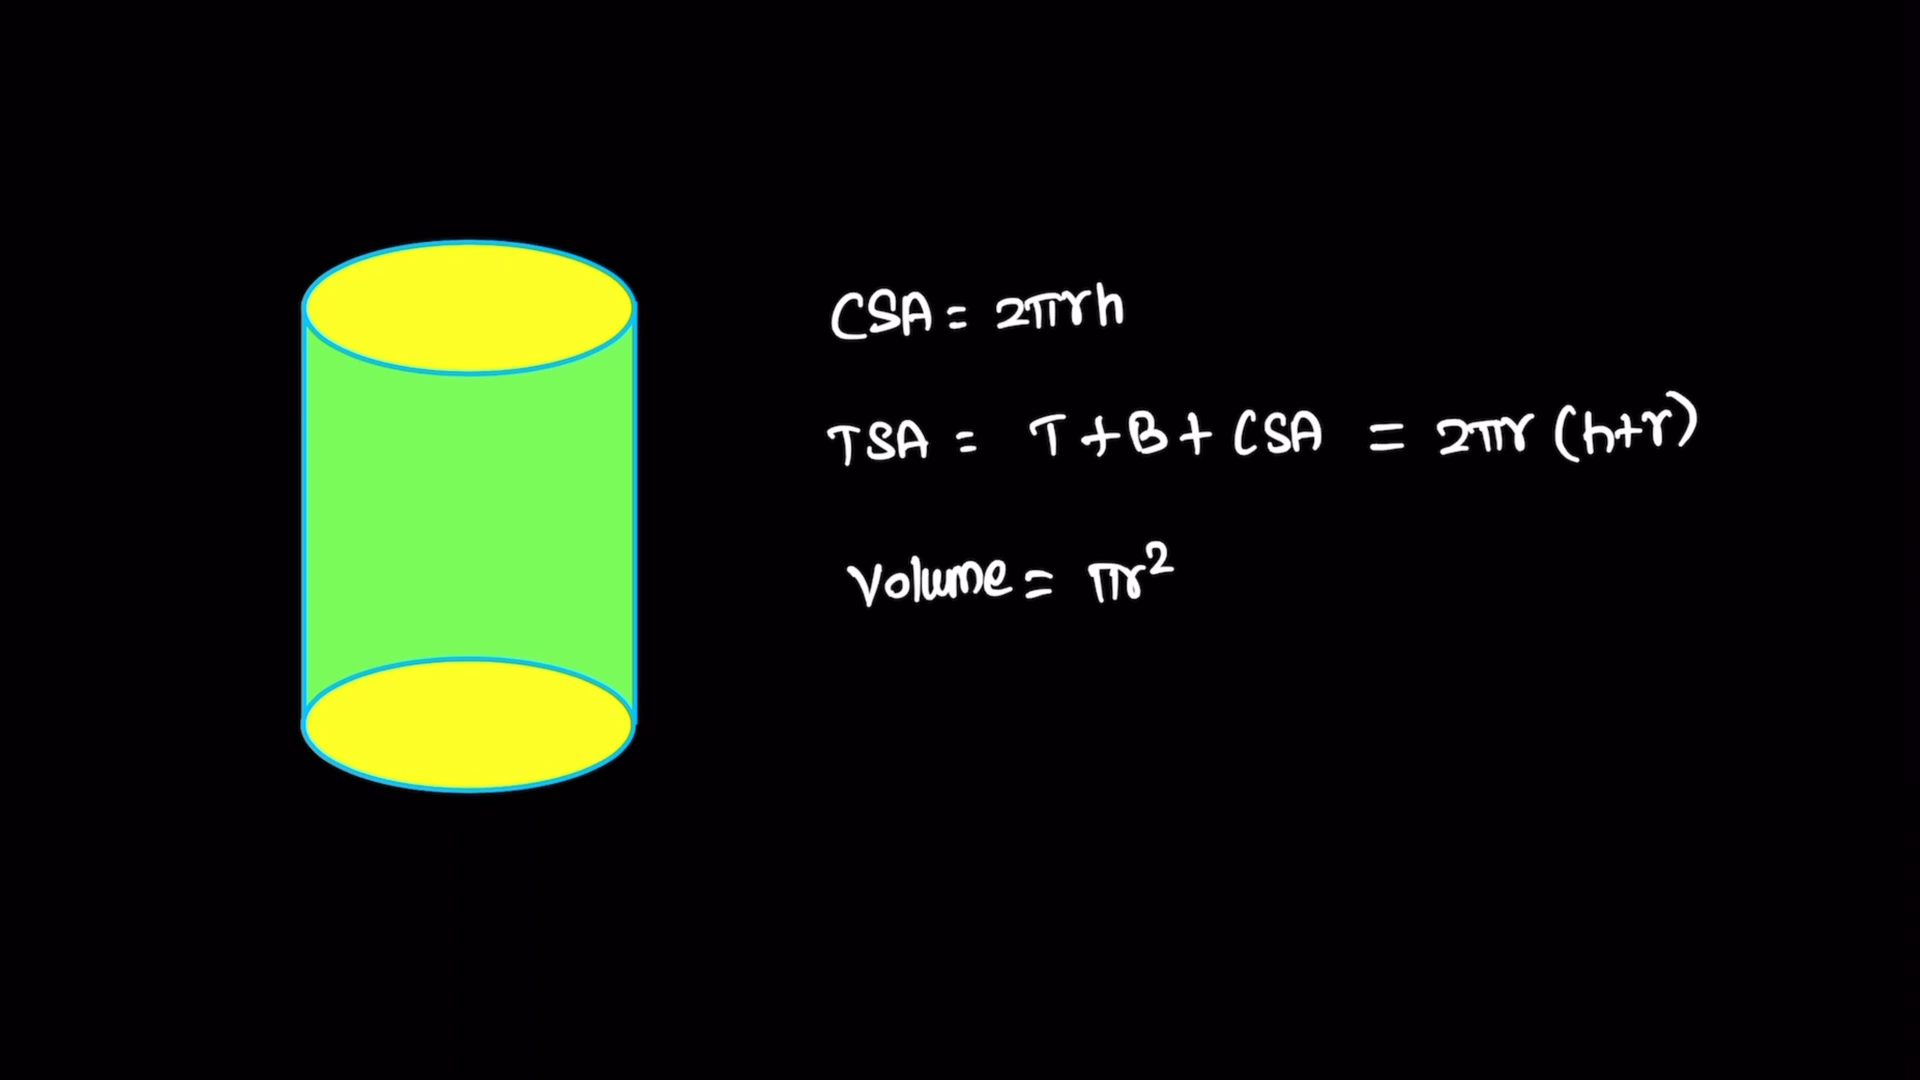 CSA = 2πrh
TSA = T + B + CSA = 2πr (h+r)
Volume = πr²